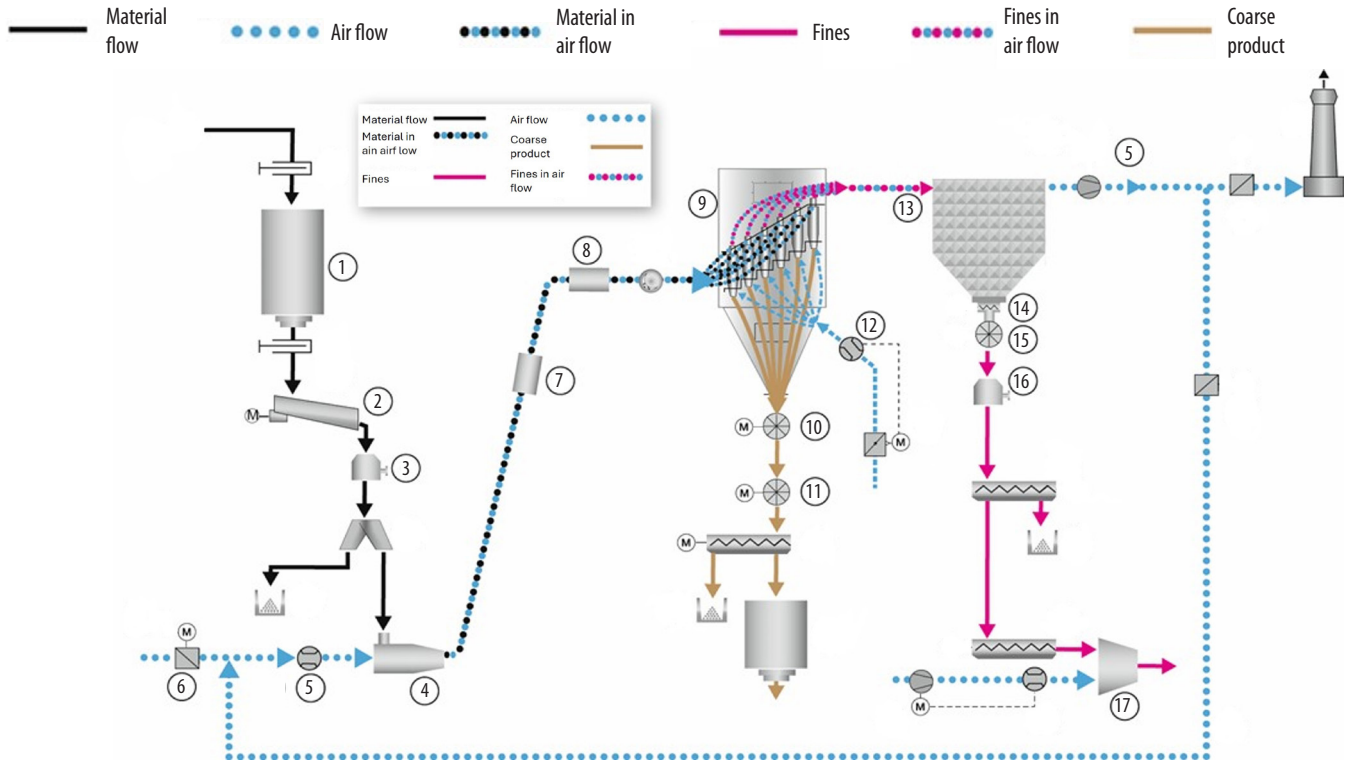 Material
flow
Air flow
Material in
air flow
Fines
Fines in
air flow
Coarse
product
Material flow
Air flow
Material in
ain airf low
Coarse
product
Fines
Fines in air
flow
5
9
13
1
8
12
14
15
7
16
2
M
10
M
M
3
11
M
M
M
6
5
4
17
M